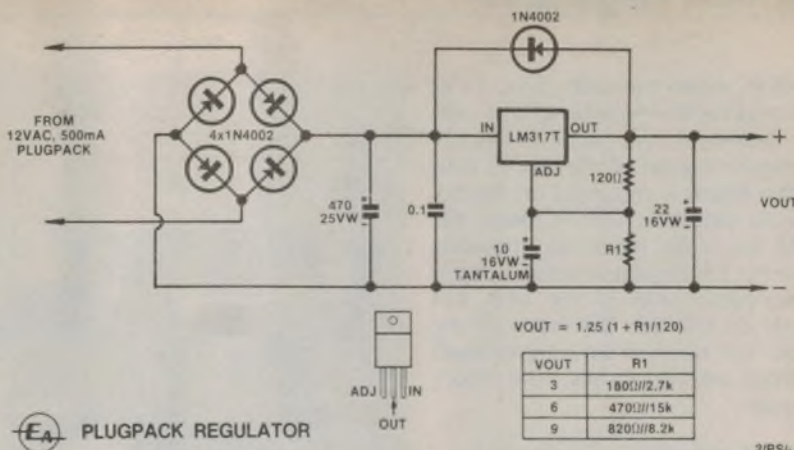 1N4002
FROM
12VAC, 500mA
PLUGPACK
4x1N4002
IN
LM317T
OUT
ADJ
+
120Ω
470
25VW
0.1
VOUT
22
16VW
10
16VW
TANTALUM
R1
−
VOUT = 1.25 (1 + R1/120)
VOUT R1
3 180Ω//2.7k
6 470Ω//15k
9 820Ω//8.2k
ADJ IN
OUT
EA PLUGPACK REGULATOR